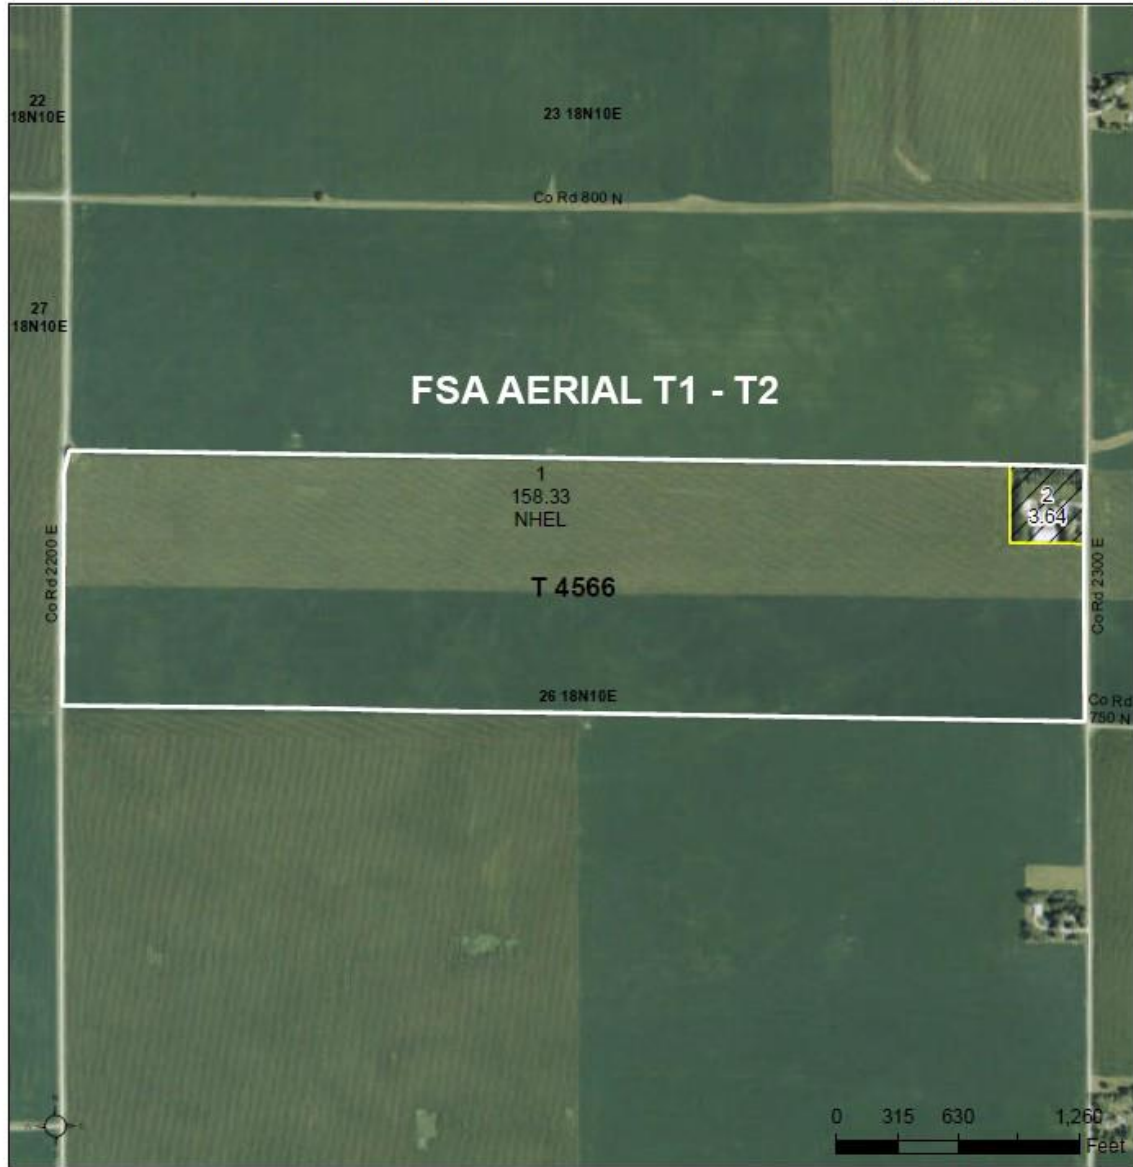 22
18N10E
23 18N10E
Co Rd 800 N
27
18N10E
FSA AERIAL T1 - T2
1
158.33
NHEL
2
3.64
Co Rd 2200 E
T 4566
Co Rd 2300 E
26 18N10E
Co Rd
750 N
0 315 630 1,260
Feet